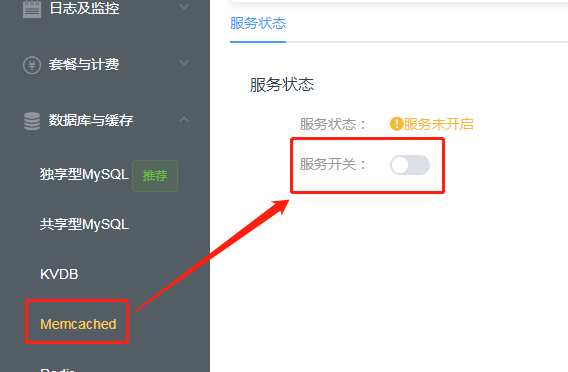 日志及监控
套餐与计费
数据库与缓存
独享型MySQL 推荐
共享型MySQL
KVDB
Memcached
Redis
服务状态
服务状态
服务状态： 服务未开启
服务开关：